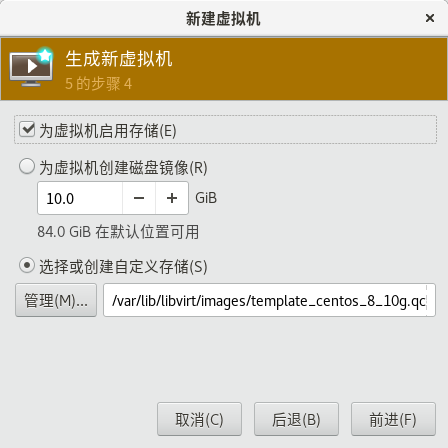 新建虚拟机
生成新虚拟机
5 的步骤 4
为虚拟机启用存储(E)
为虚拟机创建磁盘镜像(R)
10.0 − + GiB
84.0 GiB 在默认位置可用
选择或创建自定义存储(S)
管理(M)... /var/lib/libvirt/images/template_centos_8_10g.qc
取消(C) 后退(B) 前进(F)